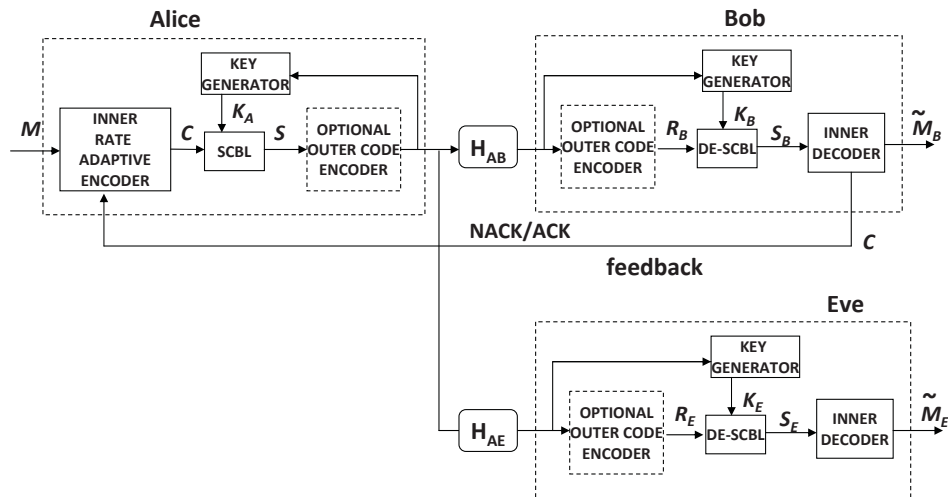 Alice
Bob
KEY
GENERATOR
KEY
GENERATOR
M
INNER
RATE
ADAPTIVE
ENCODER
C
K_A
SCBL
S
OPTIONAL
OUTER CODE
ENCODER
H_AB
OPTIONAL
OUTER CODE
ENCODER
R_B
K_B
DE-SCBL
S_B
INNER
DECODER
M̃_B
NACK/ACK
C
feedback
Eve
KEY
GENERATOR
H_AE
OPTIONAL
OUTER CODE
ENCODER
R_E
K_E
DE-SCBL
S_E
INNER
DECODER
M̃_E